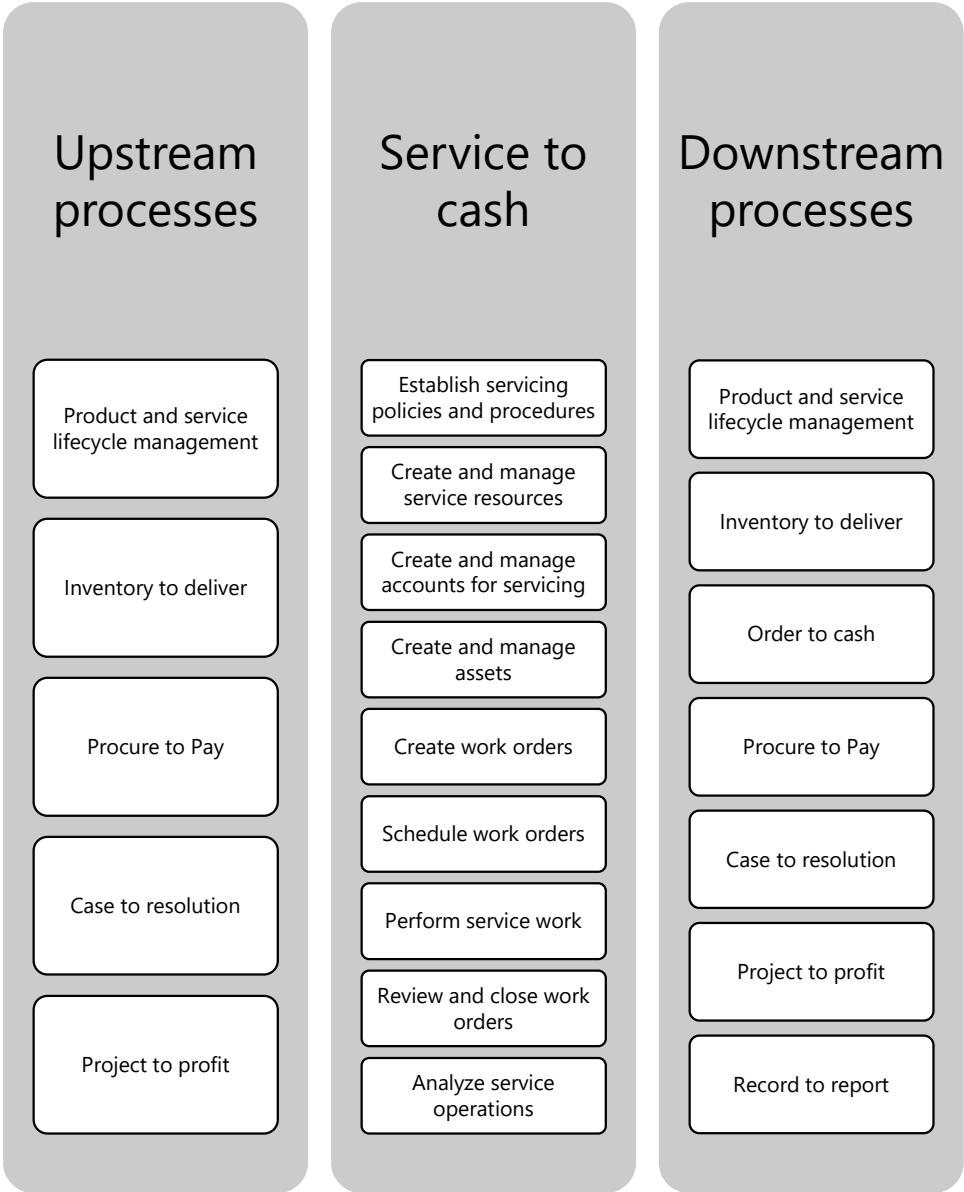 Upstream
processes
Product and service
lifecycle management
Inventory to deliver
Procure to Pay
Case to resolution
Project to profit
Service to
cash
Establish servicing
policies and procedures
Create and manage
service resources
Create and manage
accounts for servicing
Create and manage
assets
Create work orders
Schedule work orders
Perform service work
Review and close work
orders
Analyze service
operations
Downstream
processes
Product and service
lifecycle management
Inventory to deliver
Order to cash
Procure to Pay
Case to resolution
Project to profit
Record to report